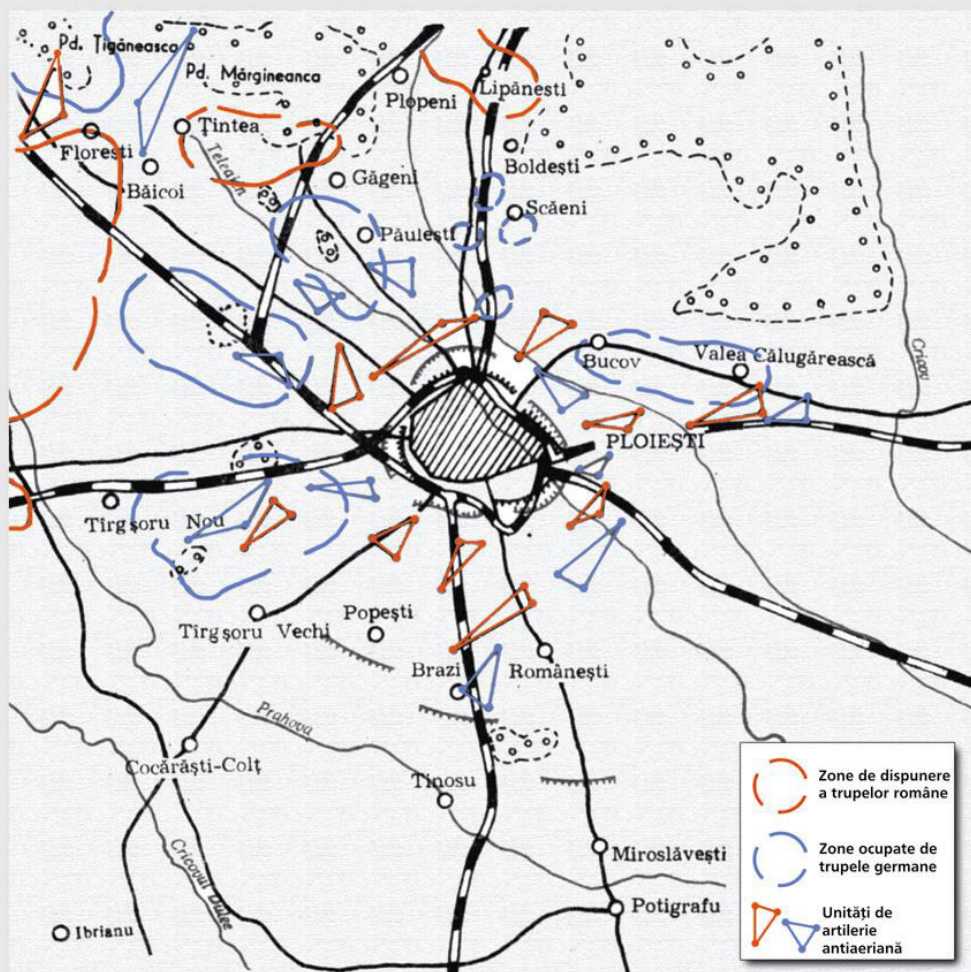 Pd. Țigăneasca
Pd. Mărgineanca
Plopeni
Lipănești
Țintea
Florești
Băicoi
Teleajen
Găgeni
Boldești
Scăeni
Păulești
Bucov
Valea Călugărească
Cricov
PLOIEȘTI
Tîrgșoru Nou
Tîrgșoru Vechi
Popești
Brazi
Românești
Prahova
Cocărăști-Colț
Tinosu
Cricovul Dulce
Miroslăvești
Potigrafu
Ibrianu
Zone de dispunere
a trupelor române
Zone ocupate de
trupele germane
Unități de
artilerie
antiaeriană